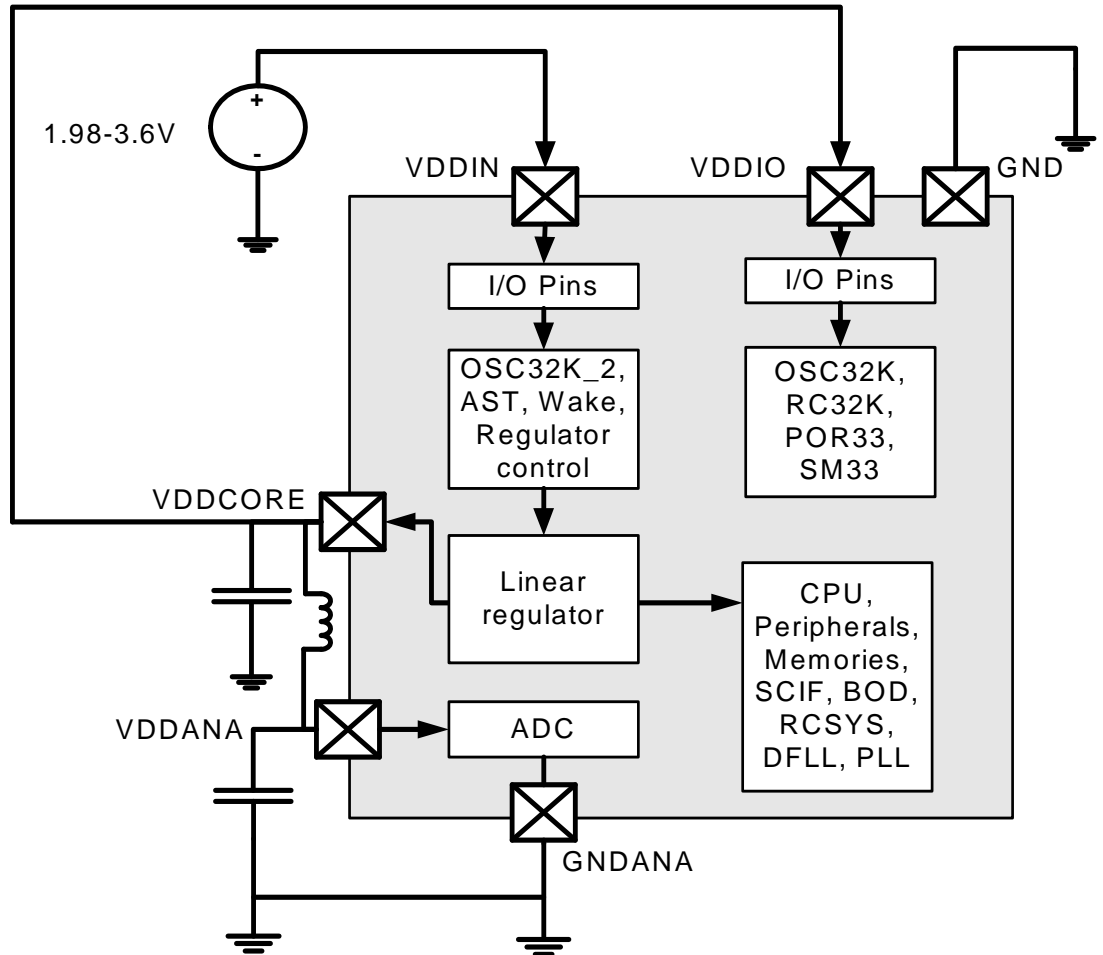 +
1.98-3.6V
-
VDDIN
VDDIO
GND
I/O Pins
I/O Pins
OSC32K_2,
AST, Wake,
Regulator
control
OSC32K,
RC32K,
POR33,
SM33
VDDCORE
Linear
regulator
CPU,
Peripherals,
Memories,
SCIF, BOD,
RCSYS,
DFLL, PLL
VDDANA
ADC
GNDANA